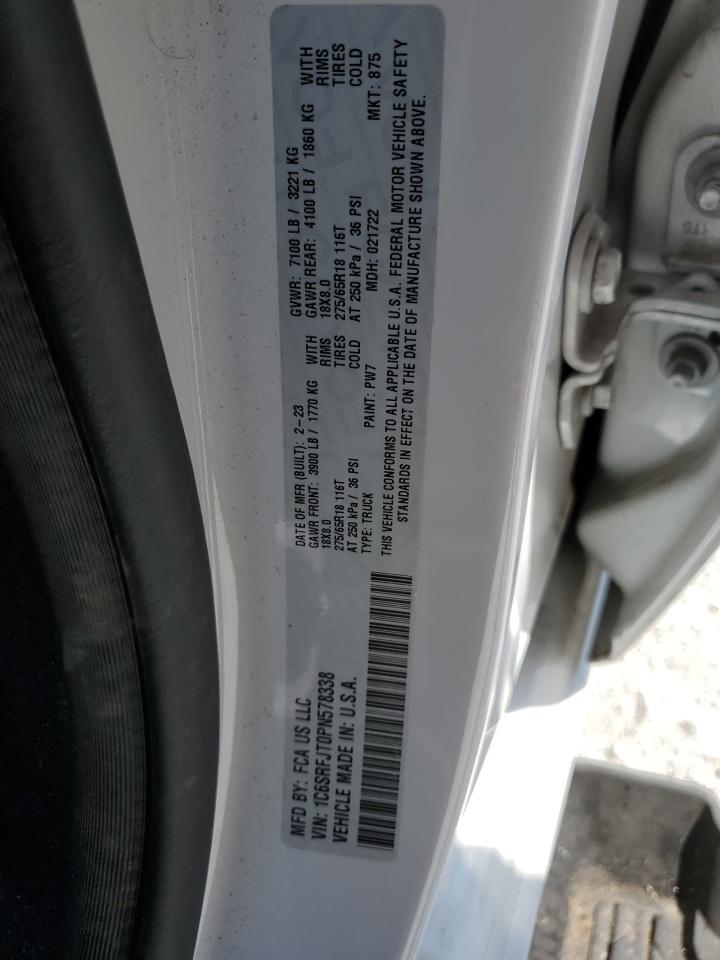 MFD BY: FCA US LLC
VIN: 1C6SRFJT0PN578338
VEHICLE MADE IN: U.S.A.
DATE OF MFR (BUILT): 2-23
GAWR FRONT: 3900 LB / 1770 KG WITH
18X8.0 RIMS
275/65R18 116T TIRES
AT 250 kPa / 36 PSI COLD
GVWR: 7100 LB / 3221 KG
GAWR REAR: 4100 LB / 1860 KG WITH
18X8.0 RIMS
275/65R18 116T TIRES
AT 250 kPa / 36 PSI COLD
TYPE: TRUCK PAINT: PW7 MDH: 021722 MKT: 875
THIS VEHICLE CONFORMS TO ALL APPLICABLE U.S.A. FEDERAL MOTOR VEHICLE SAFETY
STANDARDS IN EFFECT ON THE DATE OF MANUFACTURE SHOWN ABOVE.
176